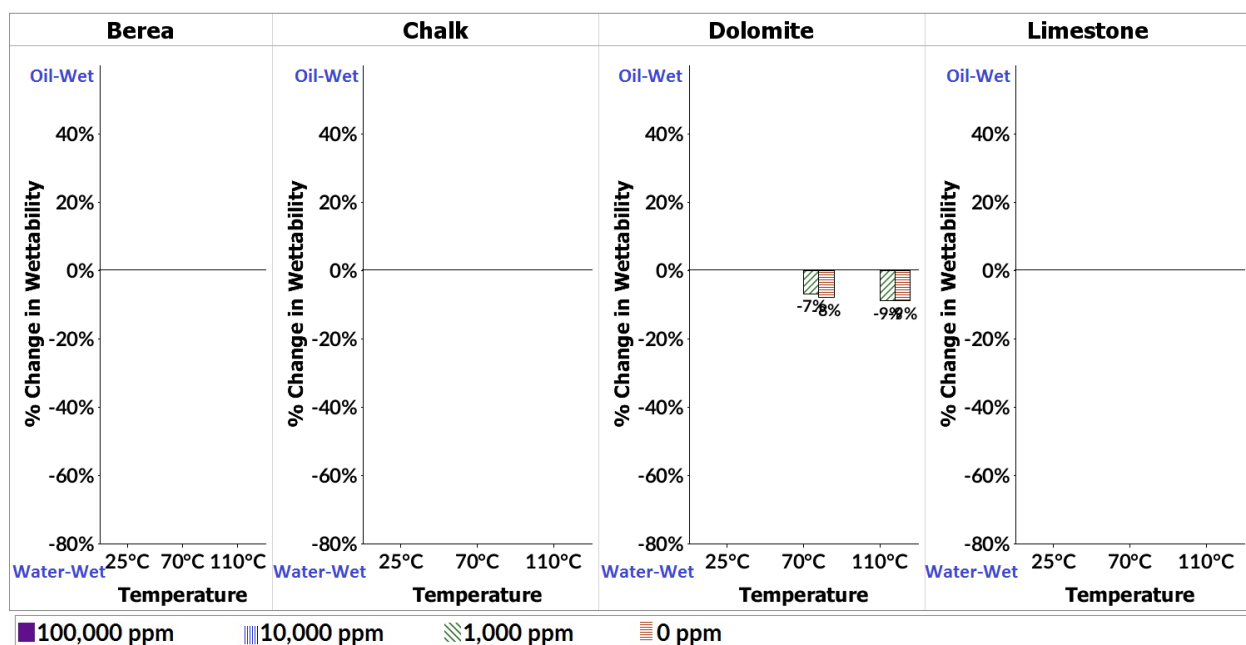 Berea Chalk Dolomite Limestone
Oil-Wet Oil-Wet Oil-Wet Oil-Wet
40% 40% 40% 40%
20% 20% 20% 20%
0% 0% 0% 0%
-7% -8% -9% -9%
-20% -20% -20% -20%
-40% -40% -40% -40%
-60% -60% -60% -60%
-80% -80% -80% -80%
% Change in Wettability % Change in Wettability % Change in Wettability % Change in Wettability
25°C 70°C 110°C 25°C 70°C 110°C 25°C 70°C 110°C 25°C 70°C 110°C
Water-Wet Water-Wet Water-Wet Water-Wet
Temperature Temperature Temperature Temperature
100,000 ppm 10,000 ppm 1,000 ppm 0 ppm